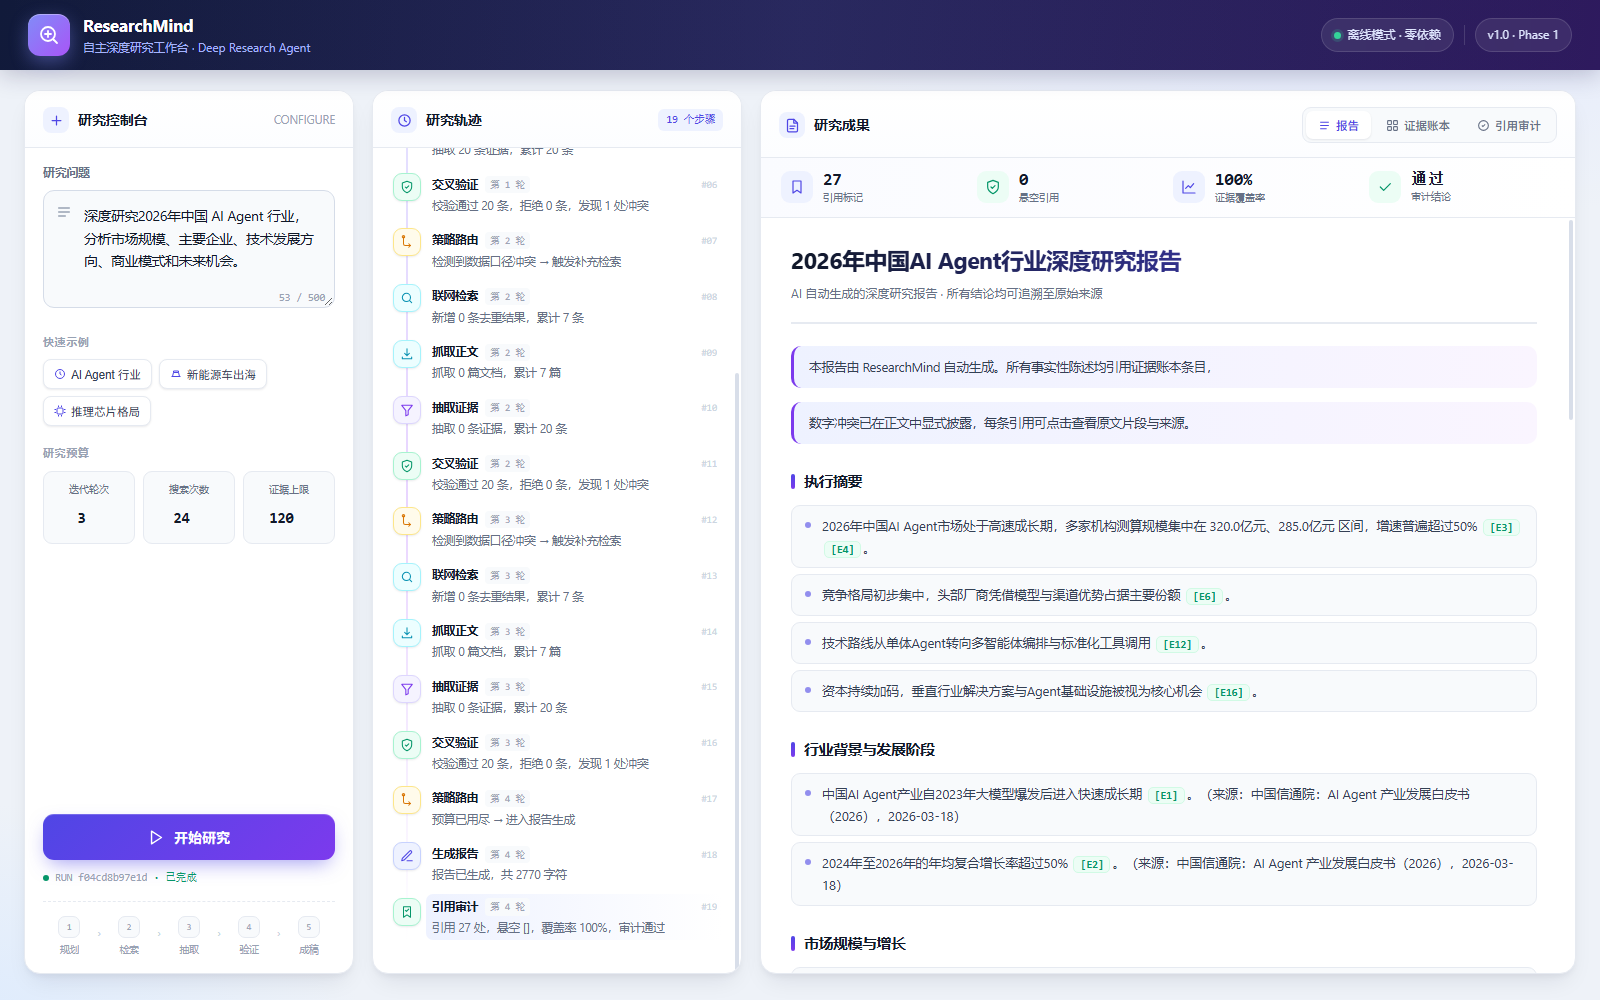 ResearchMind
自主深度研究工作台 · Deep Research Agent
离线模式 · 零依赖
v1.0 · Phase 1
研究控制台
CONFIGURE
研究问题
深度研究2026年中国 AI Agent 行业，
分析市场规模、主要企业、技术发展方
向、商业模式和未来机会。
53 / 500
快速示例
AI Agent 行业
新能源车出海
推理芯片格局
研究预算
迭代轮次
搜索次数
证据上限
3
24
120
开始研究
RUN f04cd8b97e1d · 已完成
1
2
3
4
5
规划
检索
抽取
验证
成稿
研究轨迹
19 个步骤
抽取 20 条证据，累计 20 条
交叉验证 第 1 轮 #06
校验通过 20 条，拒绝 0 条，发现 1 处冲突
策略路由 第 2 轮 #07
检测到数据口径冲突 → 触发补充检索
联网检索 第 2 轮 #08
新增 0 条去重结果，累计 7 条
抓取正文 第 2 轮 #09
抓取 0 篇文档，累计 7 篇
抽取证据 第 2 轮 #10
抽取 0 条证据，累计 20 条
交叉验证 第 2 轮 #11
校验通过 20 条，拒绝 0 条，发现 1 处冲突
策略路由 第 3 轮 #12
检测到数据口径冲突 → 触发补充检索
联网检索 第 3 轮 #13
新增 0 条去重结果，累计 7 条
抓取正文 第 3 轮 #14
抓取 0 篇文档，累计 7 篇
抽取证据 第 3 轮 #15
抽取 0 条证据，累计 20 条
交叉验证 第 3 轮 #16
校验通过 20 条，拒绝 0 条，发现 1 处冲突
策略路由 第 4 轮 #17
预算已用尽 → 进入报告生成
生成报告 第 4 轮 #18
报告已生成，共 2770 字符
引用审计 第 4 轮 #19
引用 27 处，悬空 []，覆盖率 100%，审计通过
研究成果
报告
证据账本
引用审计
27
引用标记
0
悬空引用
100%
证据覆盖率
通过
审计结论
2026年中国AI Agent行业深度研究报告
AI 自动生成的深度研究报告 · 所有结论均可追溯至原始来源
本报告由 ResearchMind 自动生成。所有事实性陈述均引用证据账本条目，
数字冲突已在正文中显式披露，每条引用可点击查看原文片段与来源。
执行摘要
2026年中国AI Agent市场处于高速成长期，多家机构测算规模集中在 320.0亿元、285.0亿元 区间，增速普遍超过50% [E3]
[E4] 。
竞争格局初步集中，头部厂商凭借模型与渠道优势占据主要份额 [E6] 。
技术路线从单体Agent转向多智能体编排与标准化工具调用 [E12] 。
资本持续加码，垂直行业解决方案与Agent基础设施被视为核心机会 [E16] 。
行业背景与发展阶段
中国AI Agent产业自2023年大模型爆发后进入快速成长期 [E1] 。（来源：中国信通院：AI Agent 产业发展白皮书
（2026），2026-03-18）
2024年至2026年的年均复合增长率超过50% [E2] 。（来源：中国信通院：AI Agent 产业发展白皮书（2026），2026-03-
18）
市场规模与增长